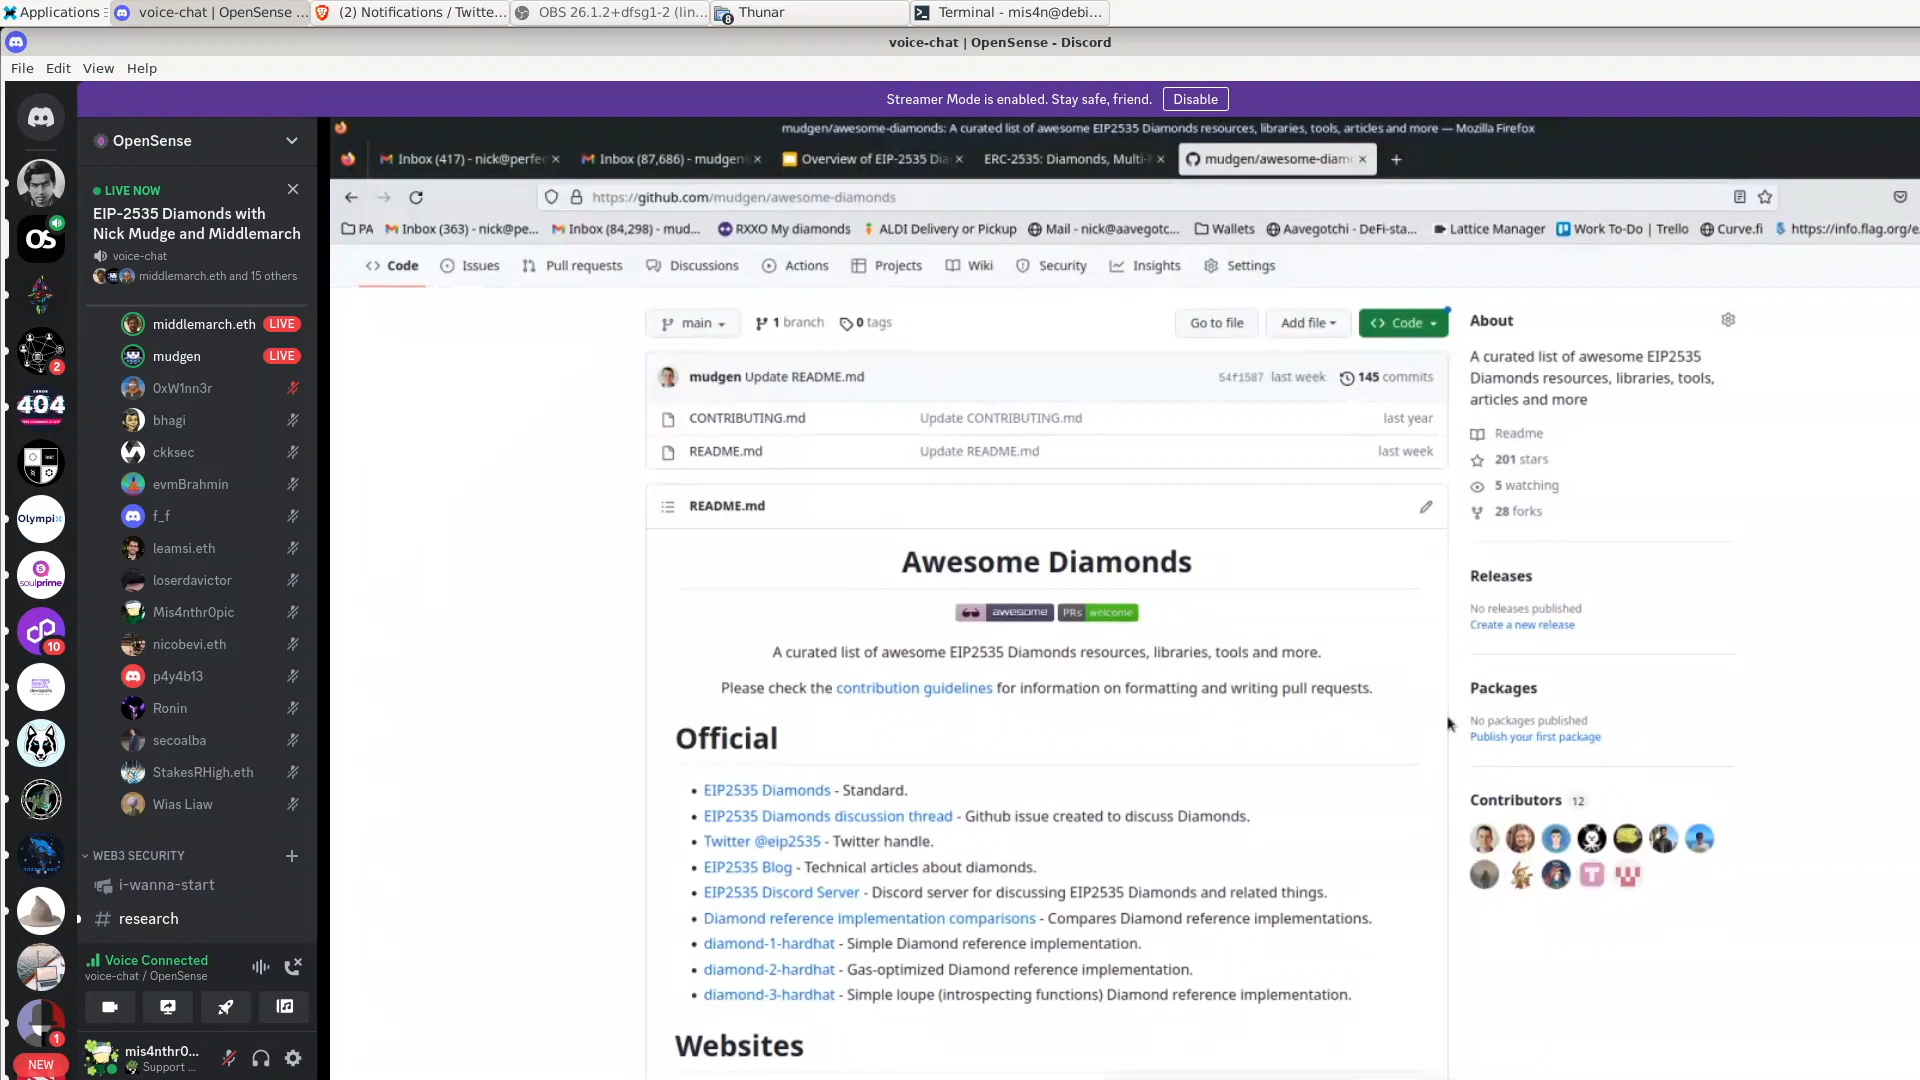 Applications
voice-chat | OpenSense ...
(2) Notifications / Twitte...
OBS 26.1.2+dfsg1-2 (lin...
8
Thunar
Terminal - mis4n@debi...
voice-chat | OpenSense - Discord
File Edit View Help
Streamer Mode is enabled. Stay safe, friend. Disable
OpenSense
LIVE NOW
EIP-2535 Diamonds with
Nick Mudge and Middlemarch
voice-chat
middlemarch.eth and 15 others
middlemarch.eth LIVE
mudgen LIVE
0xW1nn3r
bhagi
ckksec
evmBrahmin
f_f
leamsi.eth
loserdavictor
Mis4nthr0pic
nicobevi.eth
p4y4b13
Ronin
secoalba
StakesRHigh.eth
Wias Liaw
WEB3 SECURITY
i-wanna-start
research
Voice Connected
voice-chat / OpenSense
mis4nthr0...
Support ...
OS
2
404
Olympix
soulprime
10
1
NEW
mudgen/awesome-diamonds: A curated list of awesome EIP2535 Diamonds resources, libraries, tools, articles and more — Mozilla Firefox
Inbox (417) - nick@perfec
Inbox (87,686) - mudgen
Overview of EIP-2535 Dia
ERC-2535: Diamonds, Multi-
mudgen/awesome-diam
https://github.com/mudgen/awesome-diamonds
PA
Inbox (363) - nick@pe...
Inbox (84,298) - mud...
RXXO My diamonds
ALDI Delivery or Pickup
Mail - nick@aavegotc...
Wallets
Aavegotchi - DeFi-sta...
Lattice Manager
Work To-Do | Trello
Curve.fi
https://info.flag.org/e
Code Issues Pull requests Discussions Actions Projects Wiki Security Insights Settings
main 1 branch 0 tags Go to file Add file Code
mudgen Update README.md 54f1587 last week 145 commits
CONTRIBUTING.md Update CONTRIBUTING.md last year
README.md Update README.md last week
README.md
Awesome Diamonds
awesome PRs welcome
A curated list of awesome EIP2535 Diamonds resources, libraries, tools and more.
Please check the contribution guidelines for information on formatting and writing pull requests.
Official
EIP2535 Diamonds - Standard.
EIP2535 Diamonds discussion thread - Github issue created to discuss Diamonds.
Twitter @eip2535 - Twitter handle.
EIP2535 Blog - Technical articles about diamonds.
EIP2535 Discord Server - Discord server for discussing EIP2535 Diamonds and related things.
Diamond reference implementation comparisons - Compares Diamond reference implementations.
diamond-1-hardhat - Simple Diamond reference implementation.
diamond-2-hardhat - Gas-optimized Diamond reference implementation.
diamond-3-hardhat - Simple loupe (introspecting functions) Diamond reference implementation.
Websites
About
A curated list of awesome EIP2535
Diamonds resources, libraries, tools,
articles and more
Readme
201 stars
5 watching
28 forks
Releases
No releases published
Create a new release
Packages
No packages published
Publish your first package
Contributors 12